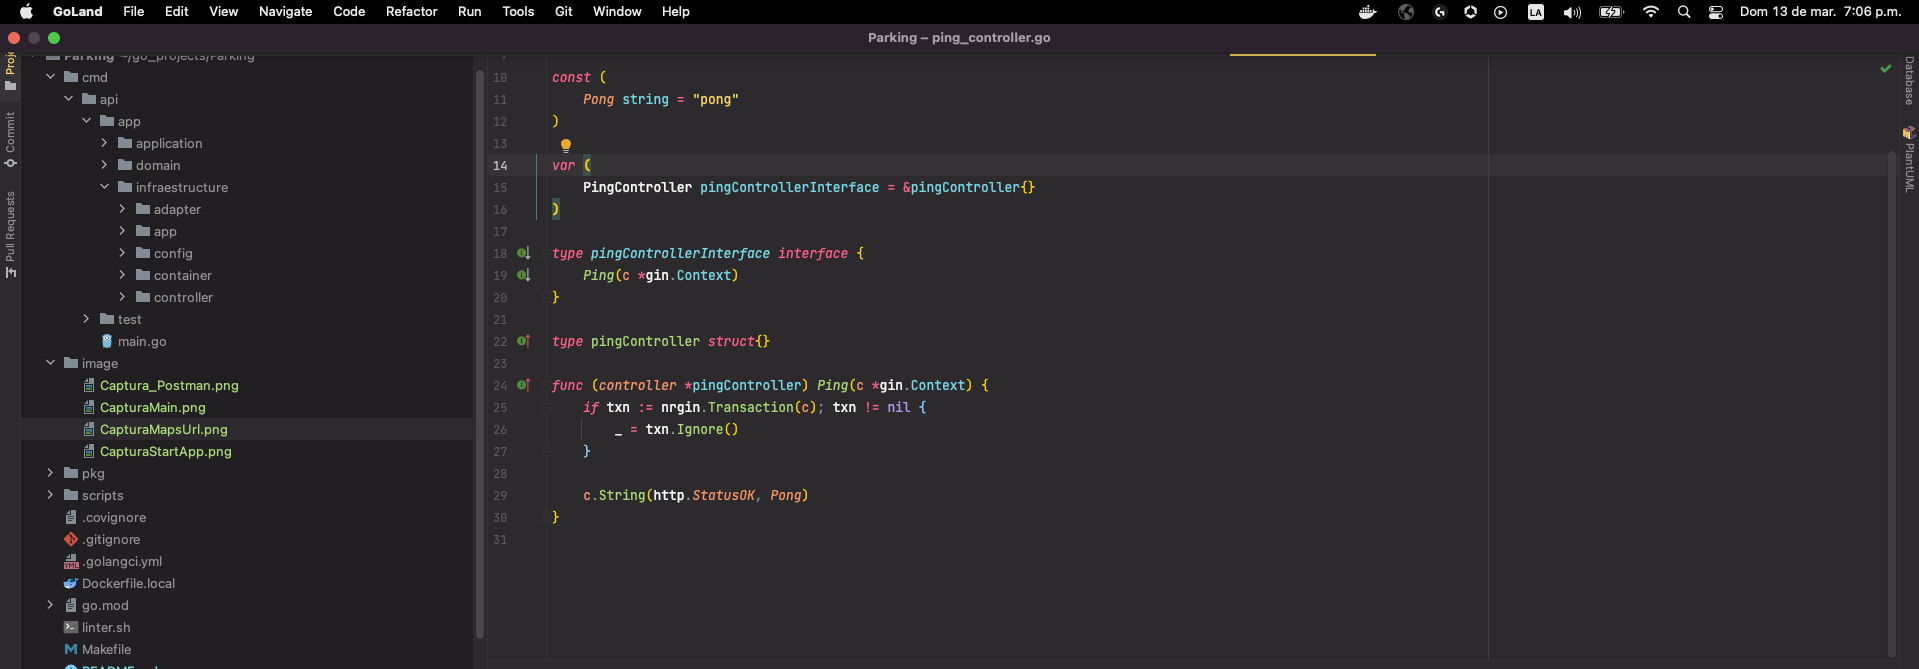 GoLand File Edit View Navigate Code Refactor Run Tools Git Window Help LA Dom 13 de mar. 7:06 p.m.
Parking – ping_controller.go
Commit
Pull Requests
Parking ~/go_projects/Parking
cmd
api
app
application
domain
infraestructure
adapter
app
config
container
controller
test
main.go
image
Captura_Postman.png
CapturaMain.png
CapturaMapsUrl.png
CapturaStartApp.png
pkg
scripts
.covignore
.gitignore
.golangci.yml
Dockerfile.local
go.mod
linter.sh
Makefile
10 const (
11 Pong string = "pong"
12 )
13
14 var (
15 PingController pingControllerInterface = &pingController{}
16 )
17
18 type pingControllerInterface interface {
19 Ping(c *gin.Context)
20 }
21
22 type pingController struct{}
23
24 func (controller *pingController) Ping(c *gin.Context) {
25 if txn := nrgin.Transaction(c); txn != nil {
26 _ = txn.Ignore()
27 }
28
29 c.String(http.StatusOK, Pong)
30 }
31
Database
PlantUML